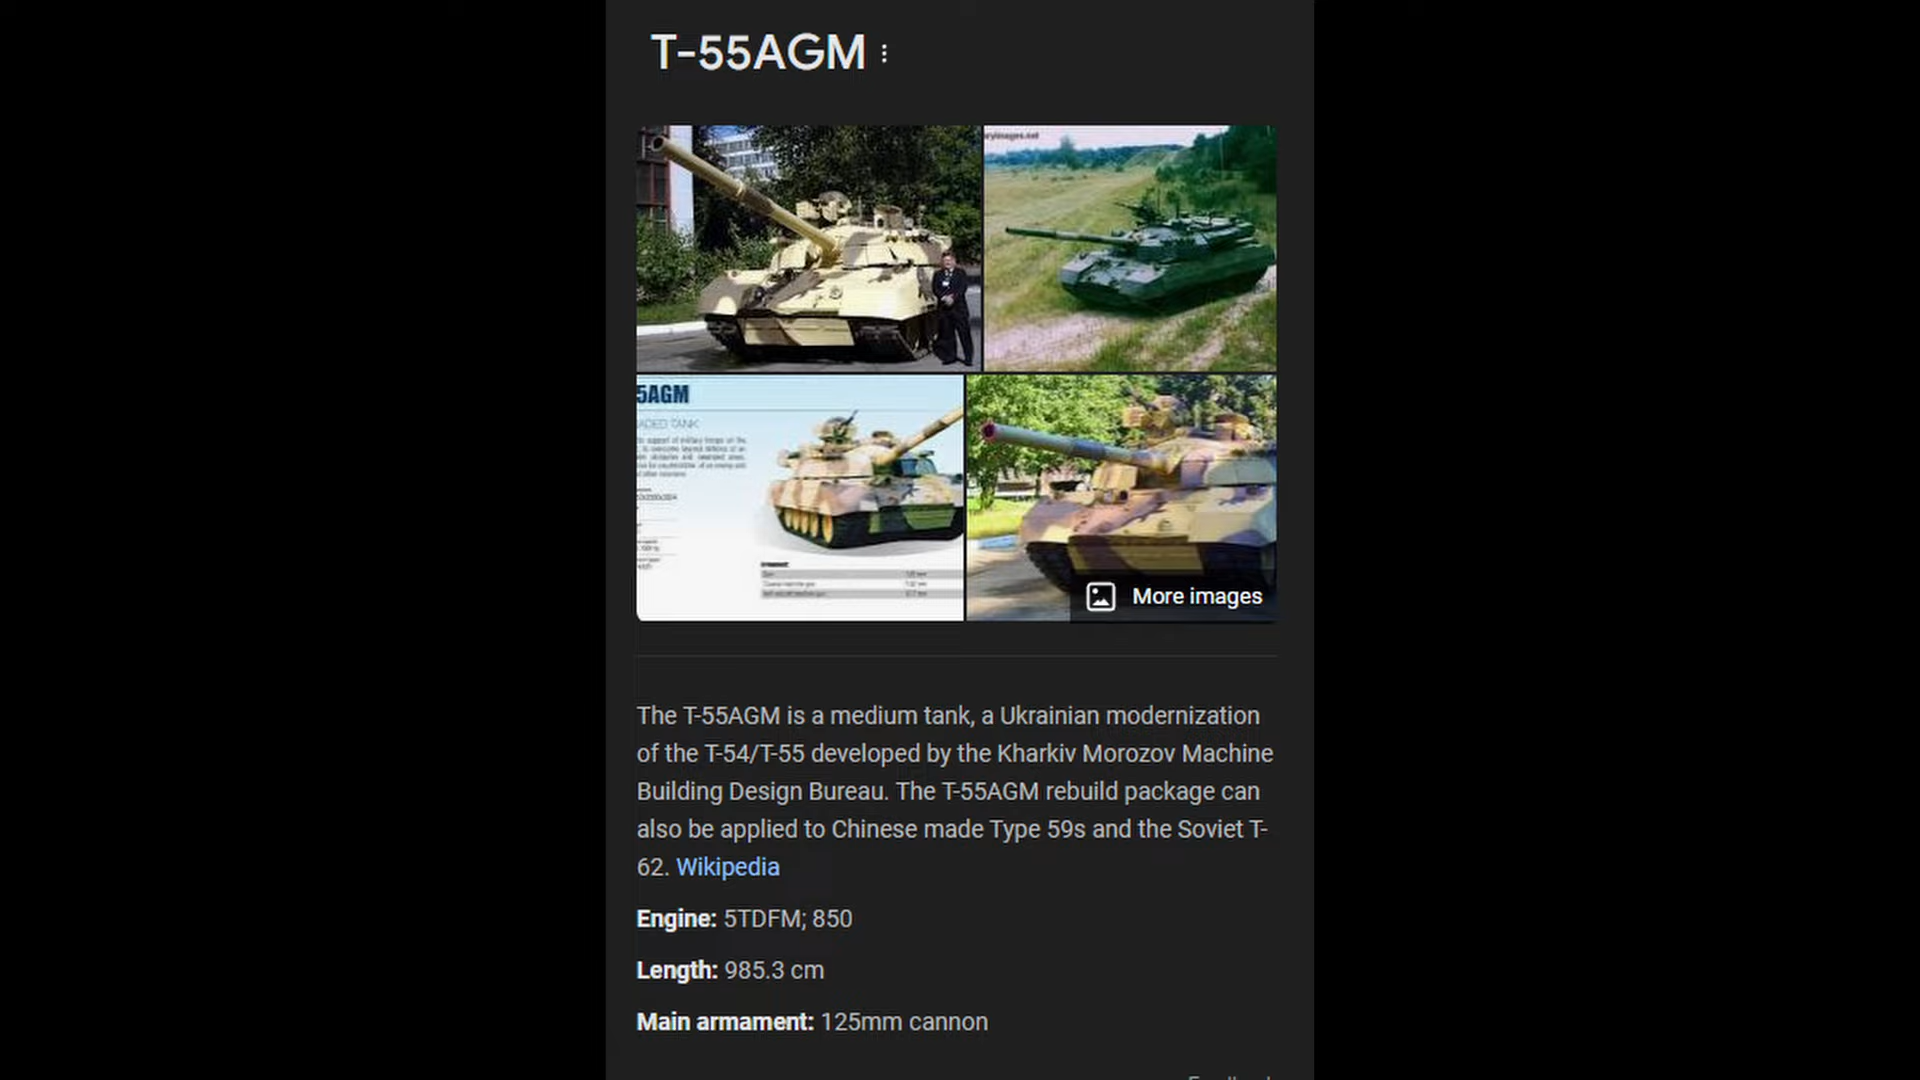 T-55AGM
5AGM
More images
The T-55AGM is a medium tank, a Ukrainian modernization
of the T-54/T-55 developed by the Kharkiv Morozov Machine
Building Design Bureau. The T-55AGM rebuild package can
also be applied to Chinese made Type 59s and the Soviet T-
62. Wikipedia
Engine: 5TDFM; 850
Length: 985.3 cm
Main armament: 125mm cannon